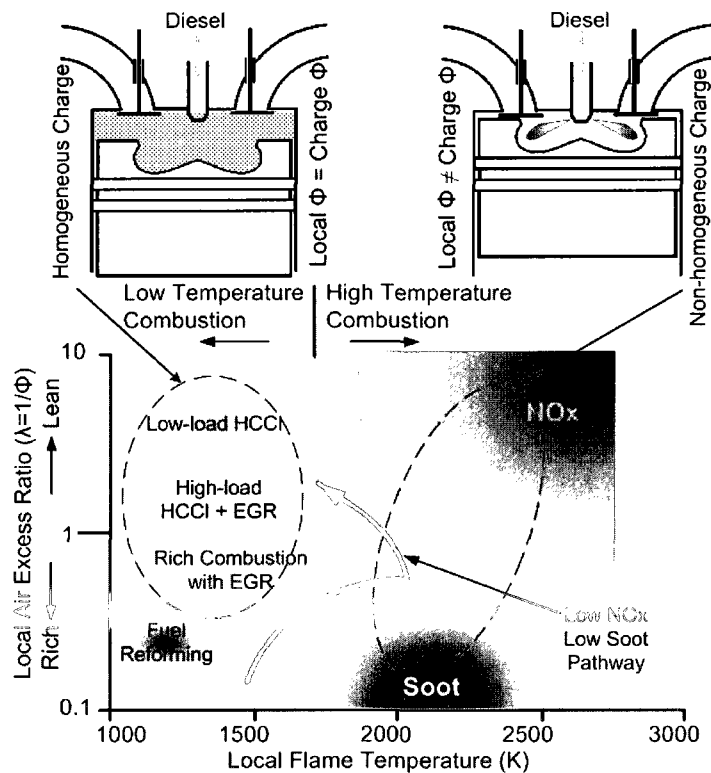 Diesel
Diesel
Homogeneous Charge
Local Φ = Charge Φ
Local Φ ≠ Charge Φ
Non-homogeneous Charge
Low Temperature
Combustion
High Temperature
Combustion
Local Air Excess Ratio (λ=1/Φ)
Rich
Lean
10
1
0.1
NOx
Low-load HCCI
High-load
HCCI + EGR
Rich Combustion
with EGR
Fuel
Reforming
Low NOx
Low Soot
Pathway
Soot
1000
1500
2000
2500
3000
Local Flame Temperature (K)